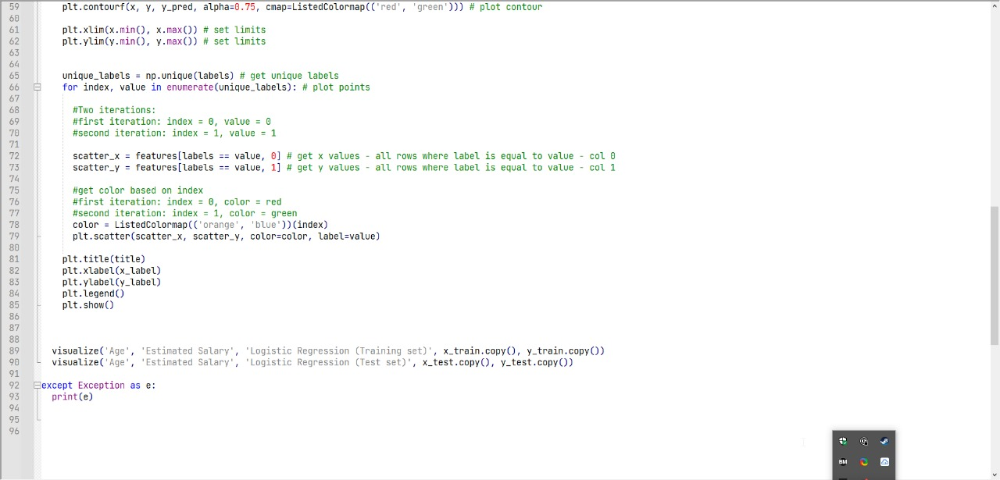 59 plt.contourf(x, y, y_pred, alpha=0.75, cmap=ListedColormap(('red', 'green'))) # plot contour
60
61 plt.xlim(x.min(), x.max()) # set limits
62 plt.ylim(y.min(), y.max()) # set limits
63
64
65 unique_labels = np.unique(labels) # get unique labels
66 for index, value in enumerate(unique_labels): # plot points
67
68 #Two iterations:
69 #first iteration: index = 0, value = 0
70 #second iteration: index = 1, value = 1
71
72 scatter_x = features[labels == value, 0] # get x values - all rows where label is equal to value - col 0
73 scatter_y = features[labels == value, 1] # get y values - all rows where label is equal to value - col 1
74
75 #get color based on index
76 #first iteration: index = 0, color = red
77 #second iteration: index = 1, color = green
78 color = ListedColormap(('orange', 'blue'))(index)
79 plt.scatter(scatter_x, scatter_y, color=color, label=value)
80
81 plt.title(title)
82 plt.xlabel(x_label)
83 plt.ylabel(y_label)
84 plt.legend()
85 plt.show()
86
87
88
89 visualize('Age', 'Estimated Salary', 'Logistic Regression (Training set)', x_train.copy(), y_train.copy())
90 visualize('Age', 'Estimated Salary', 'Logistic Regression (Test set)', x_test.copy(), y_test.copy())
91
92 except Exception as e:
93 print(e)
94
95
96
BM